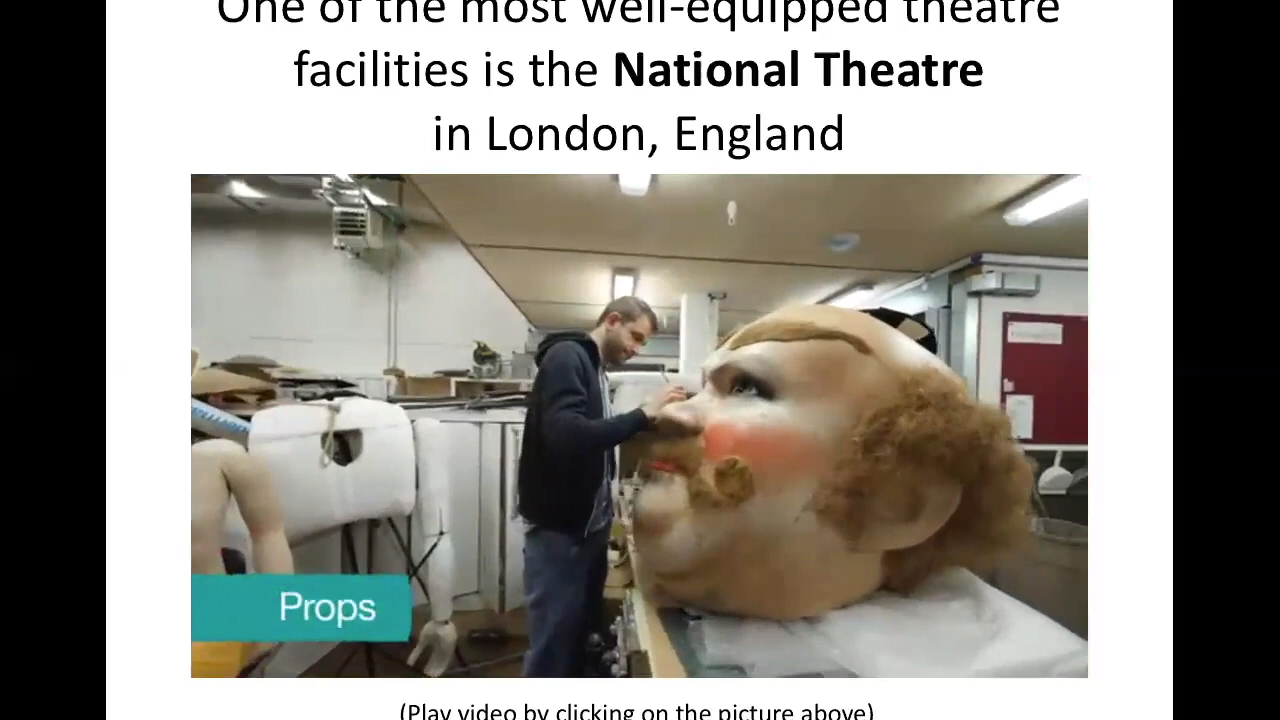 One of the most well-equipped theatre
facilities is the National Theatre
in London, England
Props
(Play video by clicking on the picture above)